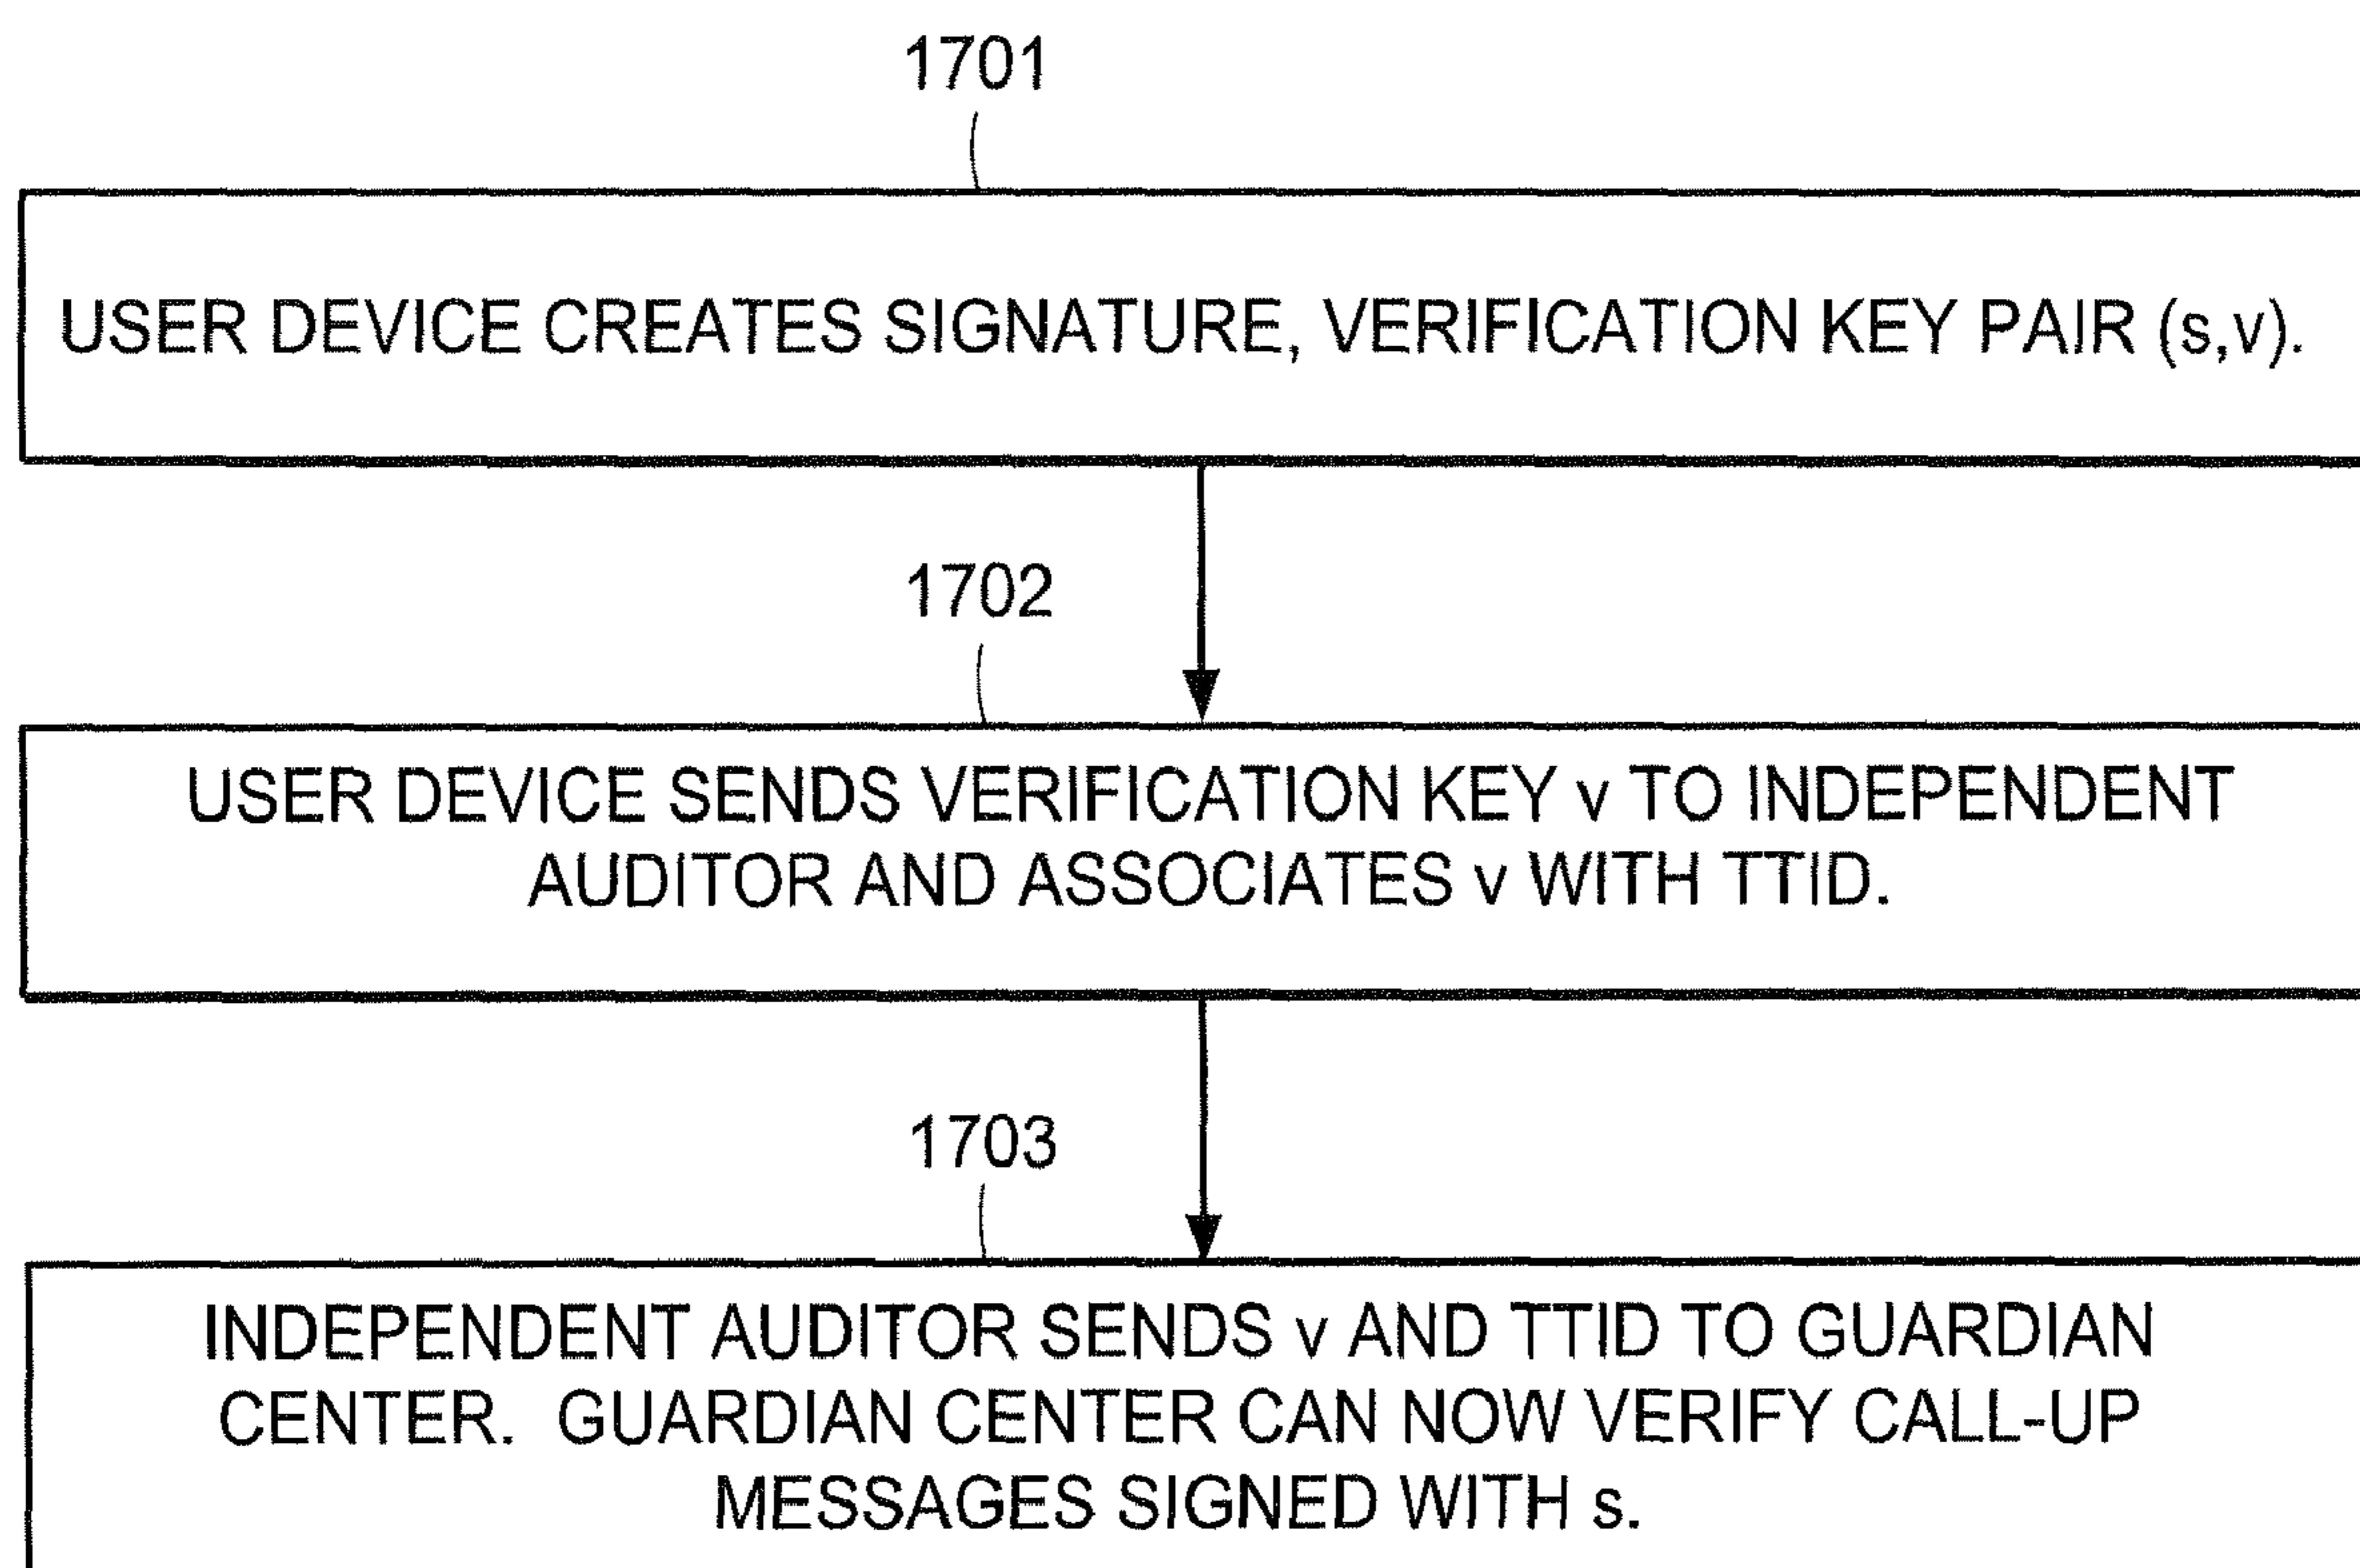 1701
USER DEVICE CREATES SIGNATURE, VERIFICATION KEY PAIR (s,v).
1702
USER DEVICE SENDS VERIFICATION KEY v TO INDEPENDENT
AUDITOR AND ASSOCIATES v WITH TTID.
1703
INDEPENDENT AUDITOR SENDS v AND TTID TO GUARDIAN
CENTER. GUARDIAN CENTER CAN NOW VERIFY CALL-UP
MESSAGES SIGNED WITH s.